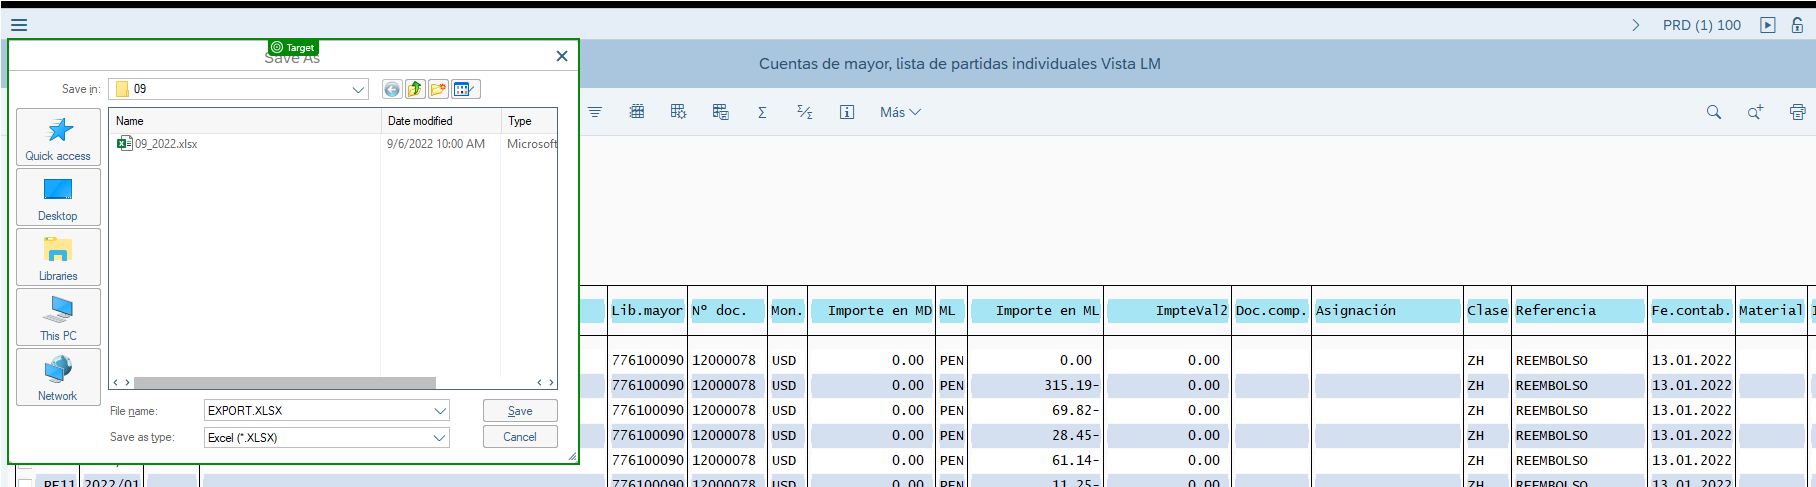 PRD (1) 100
Target
Save As
Cuentas de mayor, lista de partidas individuales Vista LM
Save in: 09
Más
Name Date modified Type
09_2022.xlsx 9/6/2022 10:00 AM Microsoft
Quick access
Desktop
Libraries
This PC
Network
File name: EXPORT.XLSX Save
Save as type: Excel (*.XLSX) Cancel
Lib.mayor Nº doc. Mon. Importe en MD ML Importe en ML ImpteVal2 Doc.comp. Asignación Clase Referencia Fe.contab. Material
776100090 12000078 USD 0.00 PEN 0.00 0.00 ZH REEMBOLSO 13.01.2022
776100090 12000078 USD 0.00 PEN 315.19- 0.00 ZH REEMBOLSO 13.01.2022
776100090 12000078 USD 0.00 PEN 69.82- 0.00 ZH REEMBOLSO 13.01.2022
776100090 12000078 USD 0.00 PEN 28.45- 0.00 ZH REEMBOLSO 13.01.2022
776100090 12000078 USD 0.00 PEN 61.14- 0.00 ZH REEMBOLSO 13.01.2022
PE11 2022/01 776100090 12000078 USD 0.00 PEN 11.25- 0.00 ZH REEMBOLSO 13.01.2022